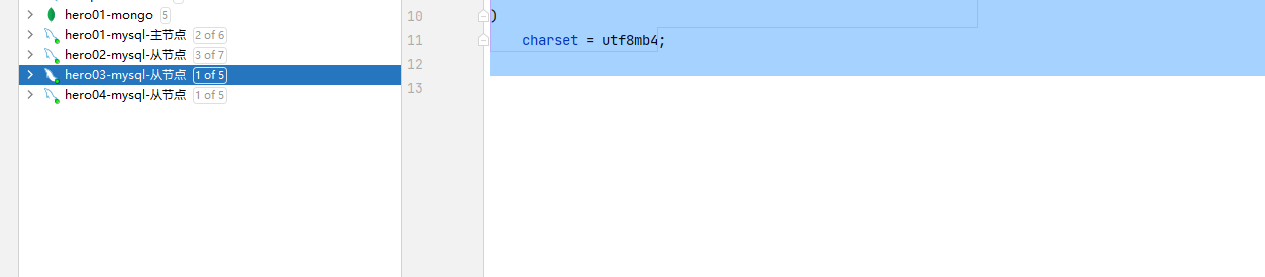 hero01-mongo 5
hero01-mysql-主节点 2 of 6
hero02-mysql-从节点 3 of 7
hero03-mysql-从节点 1 of 5
hero04-mysql-从节点 1 of 5
10 )
11 charset = utf8mb4;
12
13